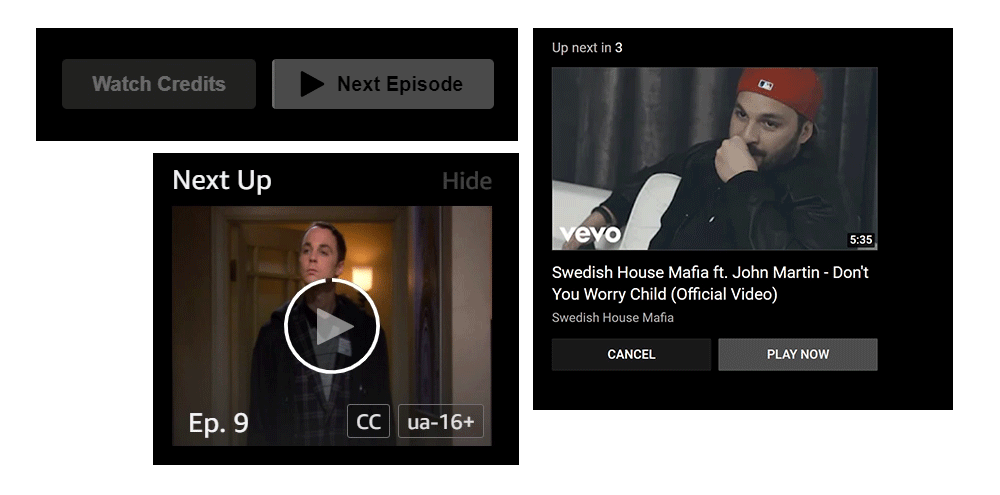 Watch Credits
Next Episode
Next Up
Hide
Ep. 9
CC
ua-16+
Up next in 3
vevo
5:35
Swedish House Mafia ft. John Martin - Don't
You Worry Child (Official Video)
Swedish House Mafia
CANCEL
PLAY NOW